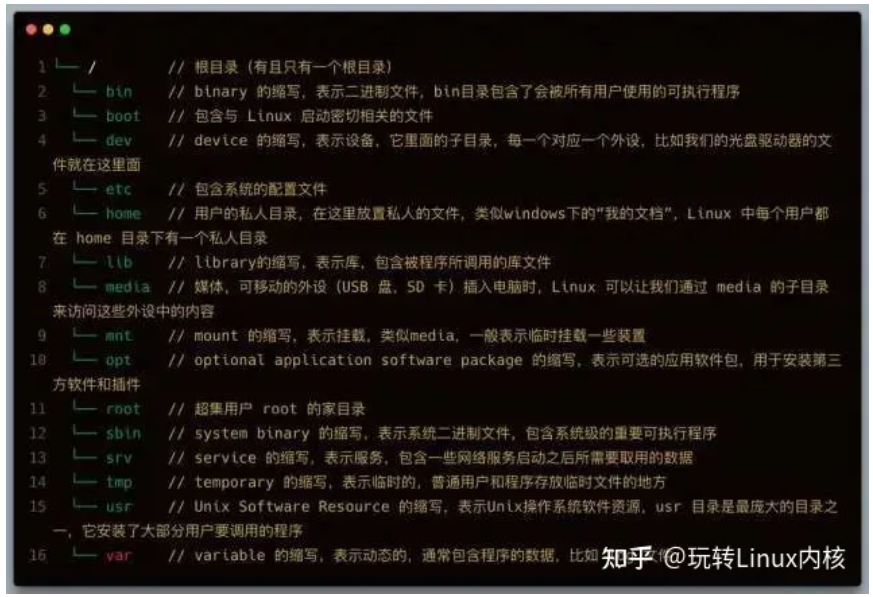 1 └── / // 根目录 (有且只有一个根目录)
2 └── bin // binary 的缩写，表示二进制文件，bin目录包含了会被所有用户使用的可执行程序
3 └── boot // 包含与 Linux 启动密切相关的文件
4 └── dev // device 的缩写，表示设备，它里面的子目录，每一个对应一个外设，比如我们的光盘驱动器的文
件就在这里面
5 └── etc // 包含系统的配置文件
6 └── home // 用户的私人目录，在这里放置私人的文件，类似windows下的“我的文档”，Linux 中每个用户都
在 home 目录下有一个私人目录
7 └── lib // library的缩写，表示库，包含被程序所调用的库文件
8 └── media // 媒体，可移动的外设 (USB 盘，SD 卡) 插入电脑时，Linux 可以让我们通过 media 的子目录
来访问这些外设中的内容
9 └── mnt // mount 的缩写，表示挂载，类似media，一般表示临时挂载一些装置
10 └── opt // optional application software package 的缩写，表示可选的应用软件包，用于安装第三
方软件和插件
11 └── root // 超集用户 root 的家目录
12 └── sbin // system binary 的缩写，表示系统二进制文件，包含系统级的重要可执行程序
13 └── srv // service 的缩写，表示服务，包含一些网络服务启动之后所需要取用的数据
14 └── tmp // temporary 的缩写，表示临时的，普通用户和程序存放临时文件的地方
15 └── usr // Unix Software Resource 的缩写，表示Unix操作系统软件资源，usr 目录是最庞大的目录之
一，它安装了大部分用户要调用的程序
16 └── var // variable 的缩写，表示动态的，通常包含程序的数据，比如
知乎 @玩转Linux内核